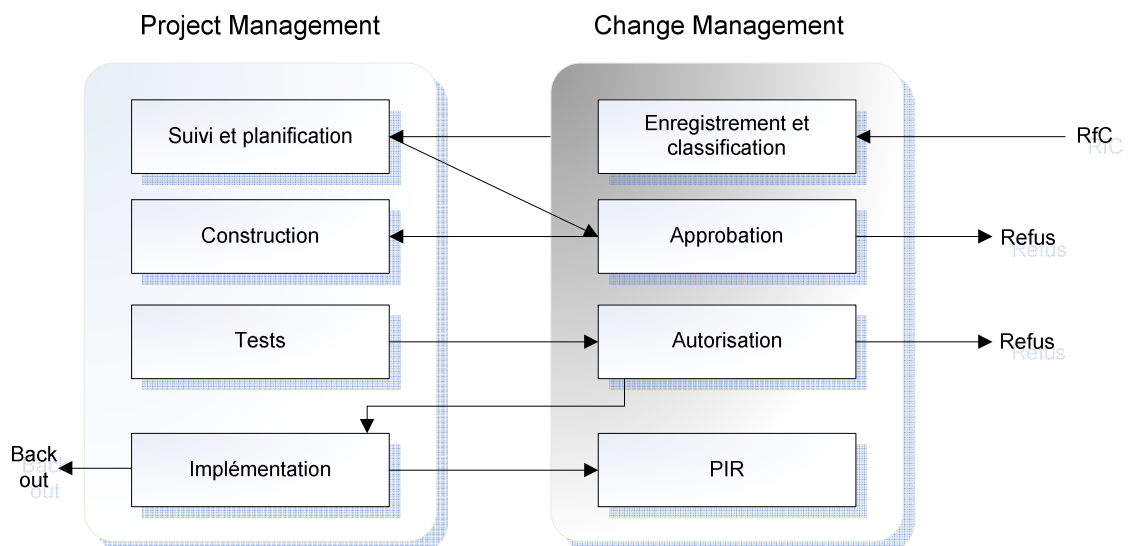 Project Management
Change Management
Suivi et planification
Enregistrement et
classification
RfC
Construction
Approbation
Refus
Tests
Autorisation
Refus
Back
out
Implémentation
PIR